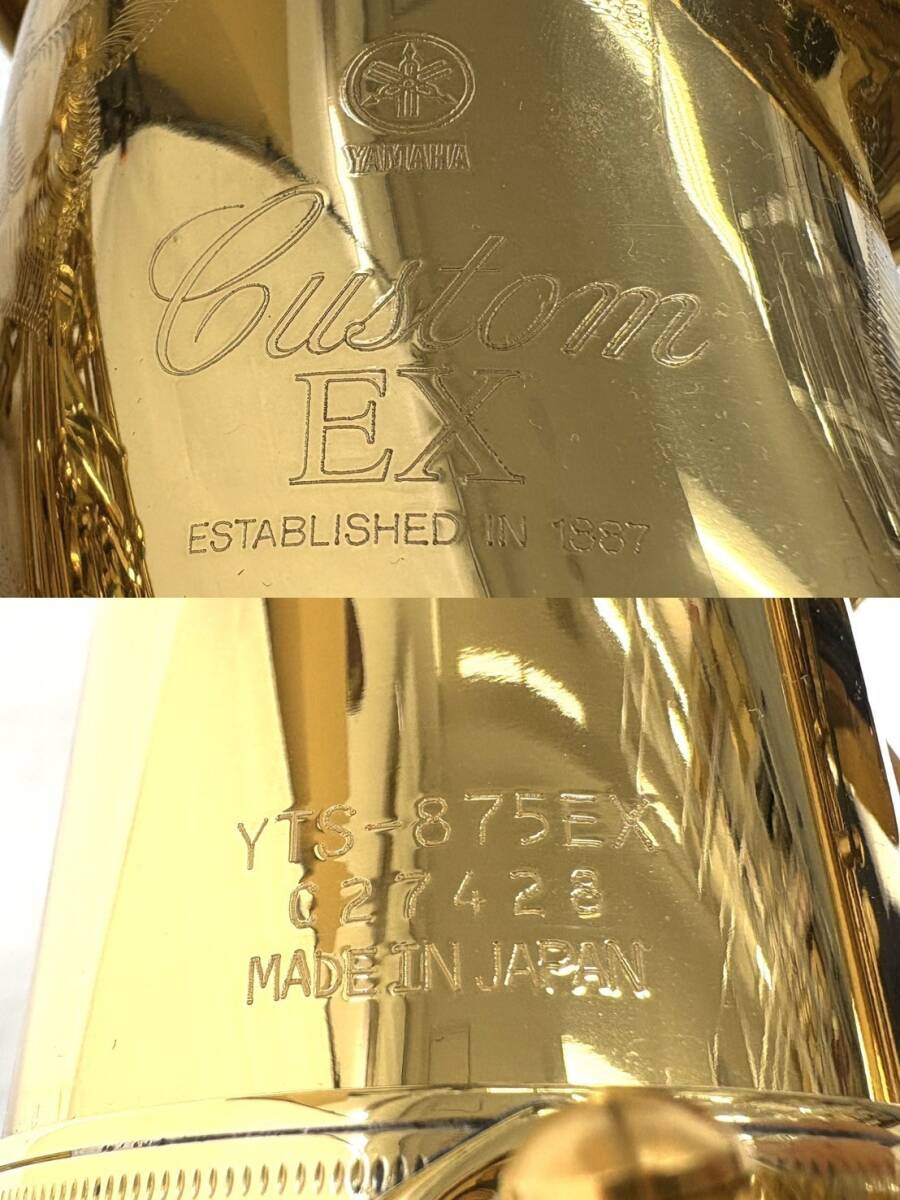 YAMAHA
Custom
EX
ESTABLISHED IN 1887
YTS-875EX
C27428
MADE IN JAPAN